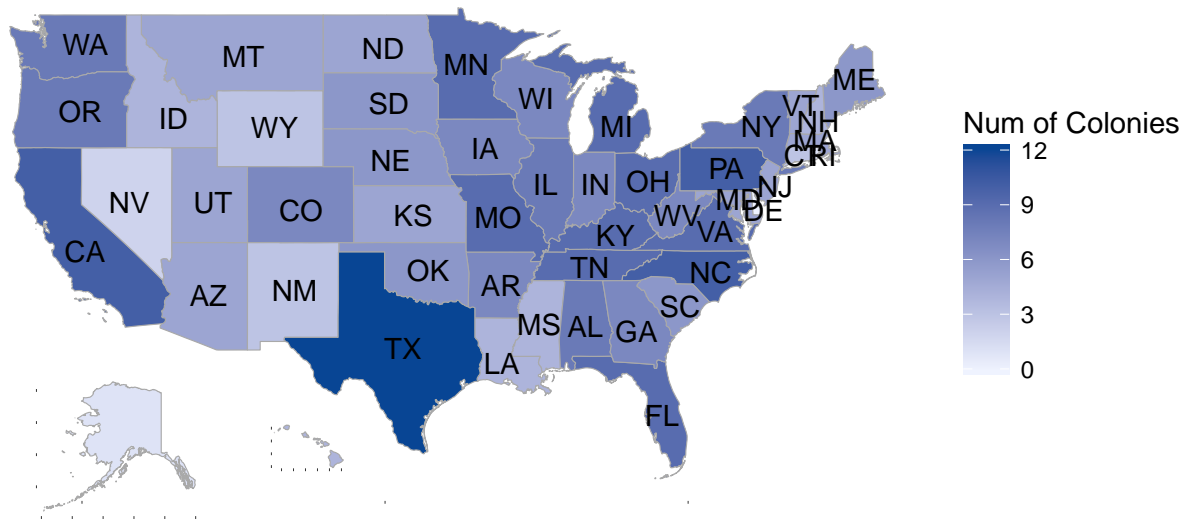 WA
MT
ND
MN
ME
OR
ID
SD
WI
VT
NH
WY
MI
NY
MA
IA
CT
RI
NE
PA
NV
UT
CO
IL
IN
OH
NJ
KS
MO
WV
MD
DE
VA
CA
KY
AZ
NM
OK
AR
TN
NC
SC
TX
LA
MS
AL
GA
FL
Num of Colonies
12
9
6
3
0